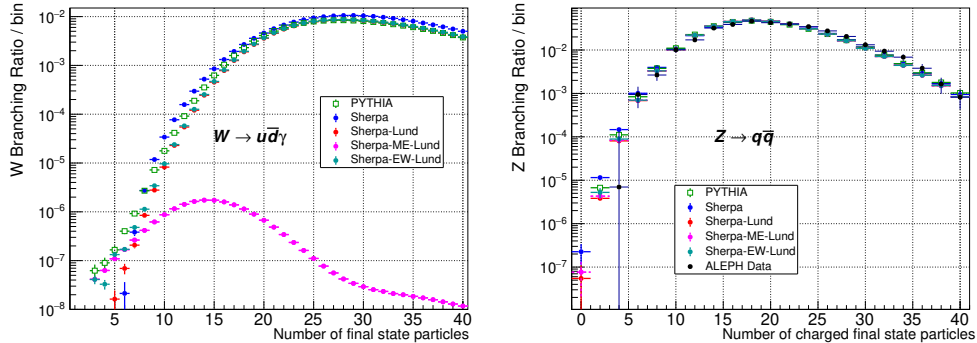 W Branching Ratio / bin
10⁻¹
10⁻²
10⁻³
10⁻⁴
10⁻⁵
10⁻⁶
10⁻⁷
10⁻⁸
PYTHIA
Sherpa
Sherpa-Lund
Sherpa-ME-Lund
Sherpa-EW-Lund
W → ud̅γ
5 10 15 20 25 30 35 40
Number of final state particles
Z Branching Ratio / bin
10⁻²
10⁻³
10⁻⁴
10⁻⁵
10⁻⁶
10⁻⁷
Z → qq̅
PYTHIA
Sherpa
Sherpa-Lund
Sherpa-ME-Lund
Sherpa-EW-Lund
ALEPH Data
0 5 10 15 20 25 30 35 40
Number of charged final state particles